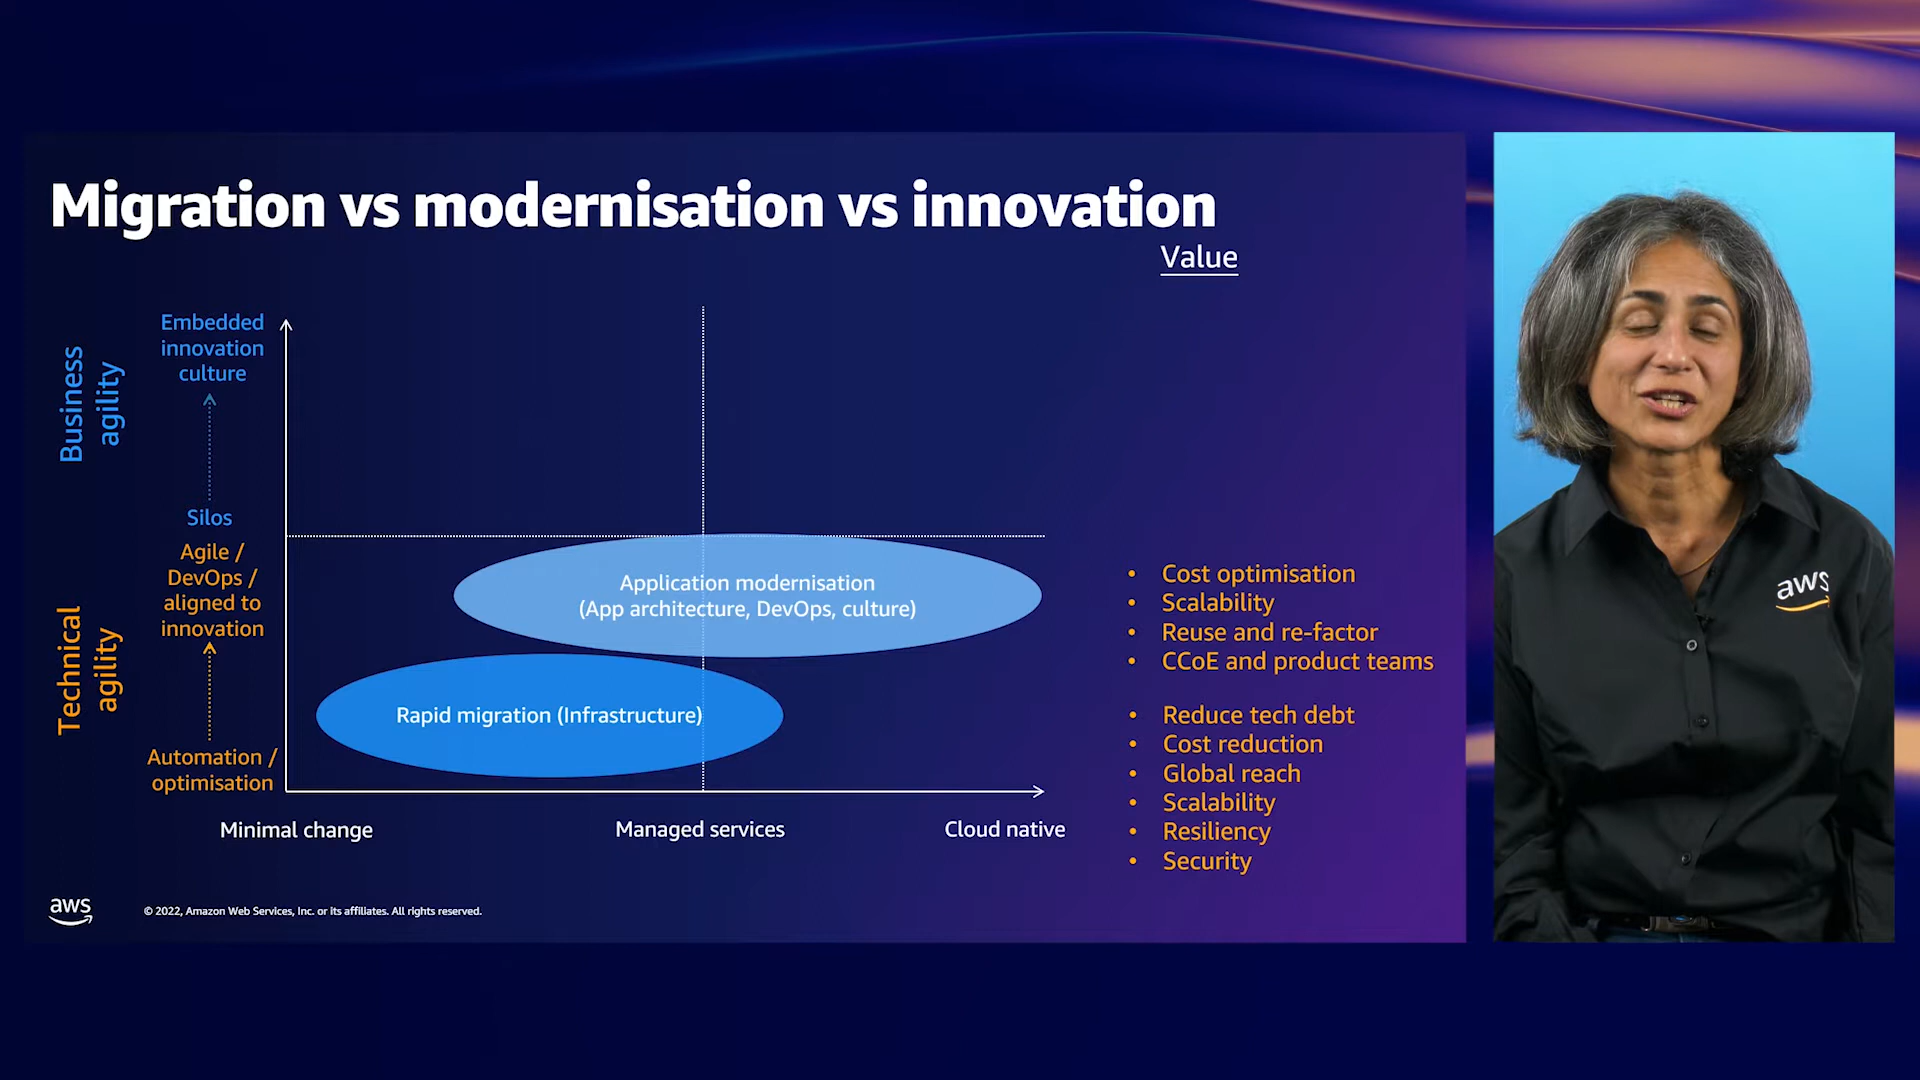 Migration vs modernisation vs innovation
Value
Business
agility
Embedded
innovation
culture
Silos
Technical
agility
Agile /
DevOps /
aligned to
innovation
Automation /
optimisation
Application modernisation
(App architecture, DevOps, culture)
Rapid migration (Infrastructure)
Minimal change
Managed services
Cloud native
• Cost optimisation
• Scalability
• Reuse and re-factor
• CCoE and product teams
• Reduce tech debt
• Cost reduction
• Global reach
• Scalability
• Resiliency
• Security
aws
© 2022, Amazon Web Services, Inc. or its affiliates. All rights reserved.
aws